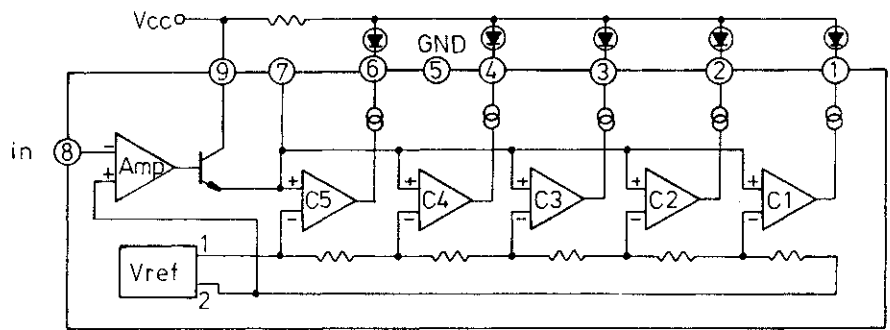 Vcc
GND
9 7 6 5 4 3 2 1
in 8
- + Amp
+ - C5
+ - C4
+ - C3
+ - C2
+ - C1
1
Vref
2